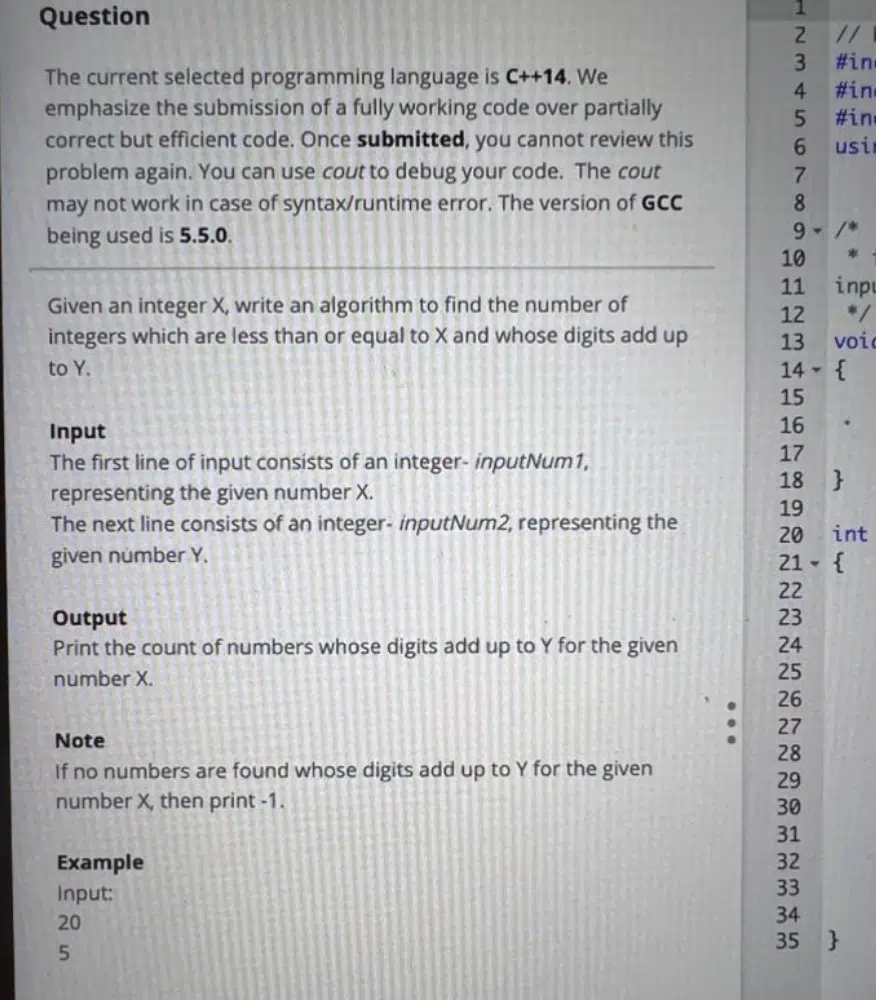 Question
The current selected programming language is C++14. We
emphasize the submission of a fully working code over partially
correct but efficient code. Once submitted, you cannot review this
problem again. You can use cout to debug your code. The cout
may not work in case of syntax/runtime error. The version of GCC
being used is 5.5.0.
Given an integer X, write an algorithm to find the number of
integers which are less than or equal to X and whose digits add up
to Y.
Input
The first line of input consists of an integer- inputNum1,
representing the given number X.
The next line consists of an integer- inputNum2, representing the
given number Y.
Output
Print the count of numbers whose digits add up to Y for the given
number X.
Note
If no numbers are found whose digits add up to Y for the given
number X, then print -1.
Example
Input:
20
5
1
2 //
3 #in
4 #in
5 #in
6 usi
7
8
9 /*
10 *
11 inpu
12 */
13 voi
14 {
15
16
17
18 }
19
20 int
21 {
22
23
24
25
26
27
28
29
30
31
32
33
34
35 }